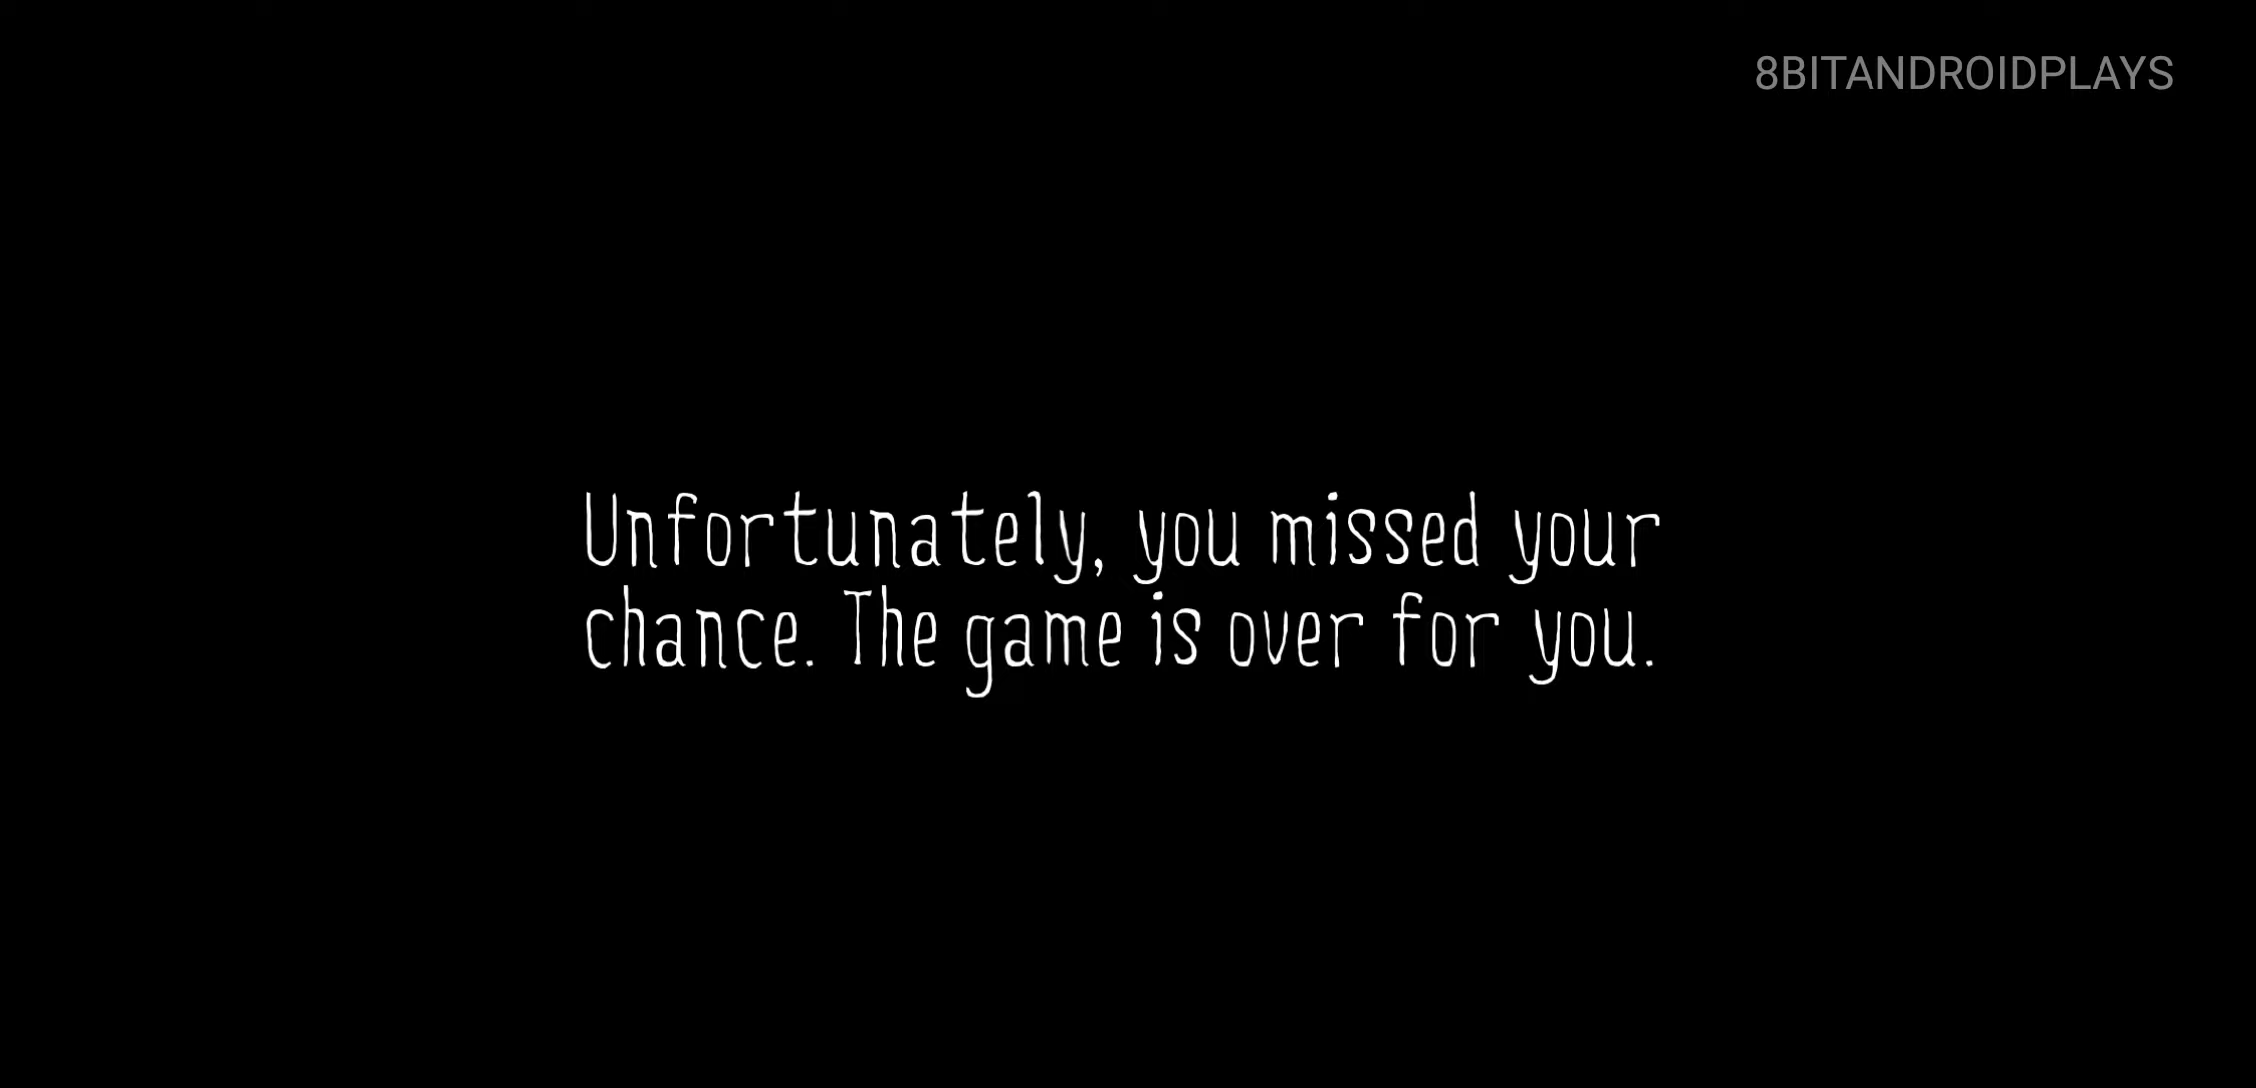 8BITANDROIDPLAYS
Unfortunately, you missed your
chance. The game is over for you.